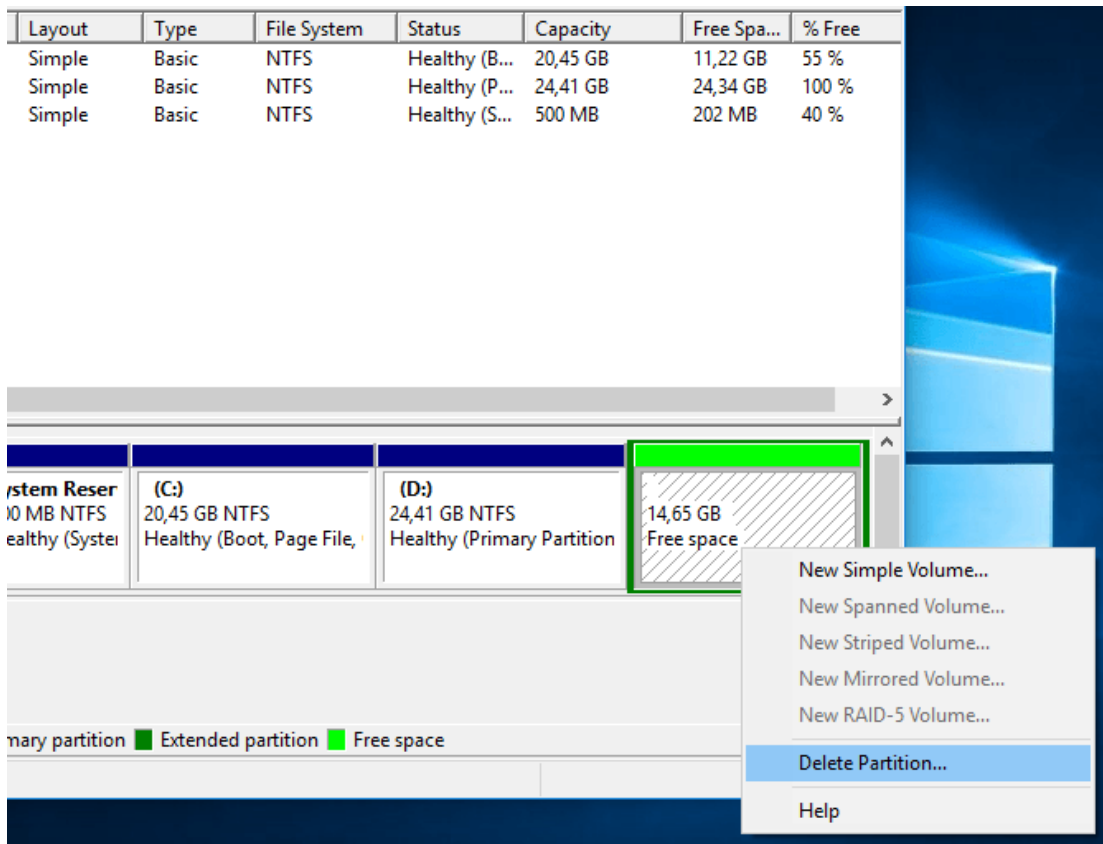 Layout Type File System Status Capacity Free Spa... % Free
Simple Basic NTFS Healthy (B... 20,45 GB 11,22 GB 55 %
Simple Basic NTFS Healthy (P... 24,41 GB 24,34 GB 100 %
Simple Basic NTFS Healthy (S... 500 MB 202 MB 40 %
ystem Reser (C:) (D:)
00 MB NTFS 20,45 GB NTFS 24,41 GB NTFS 14,65 GB
ealthy (Syster Healthy (Boot, Page File, Healthy (Primary Partition Free space
New Simple Volume...
New Spanned Volume...
New Striped Volume...
New Mirrored Volume...
New RAID-5 Volume...
Delete Partition...
Help
mary partition Extended partition Free space